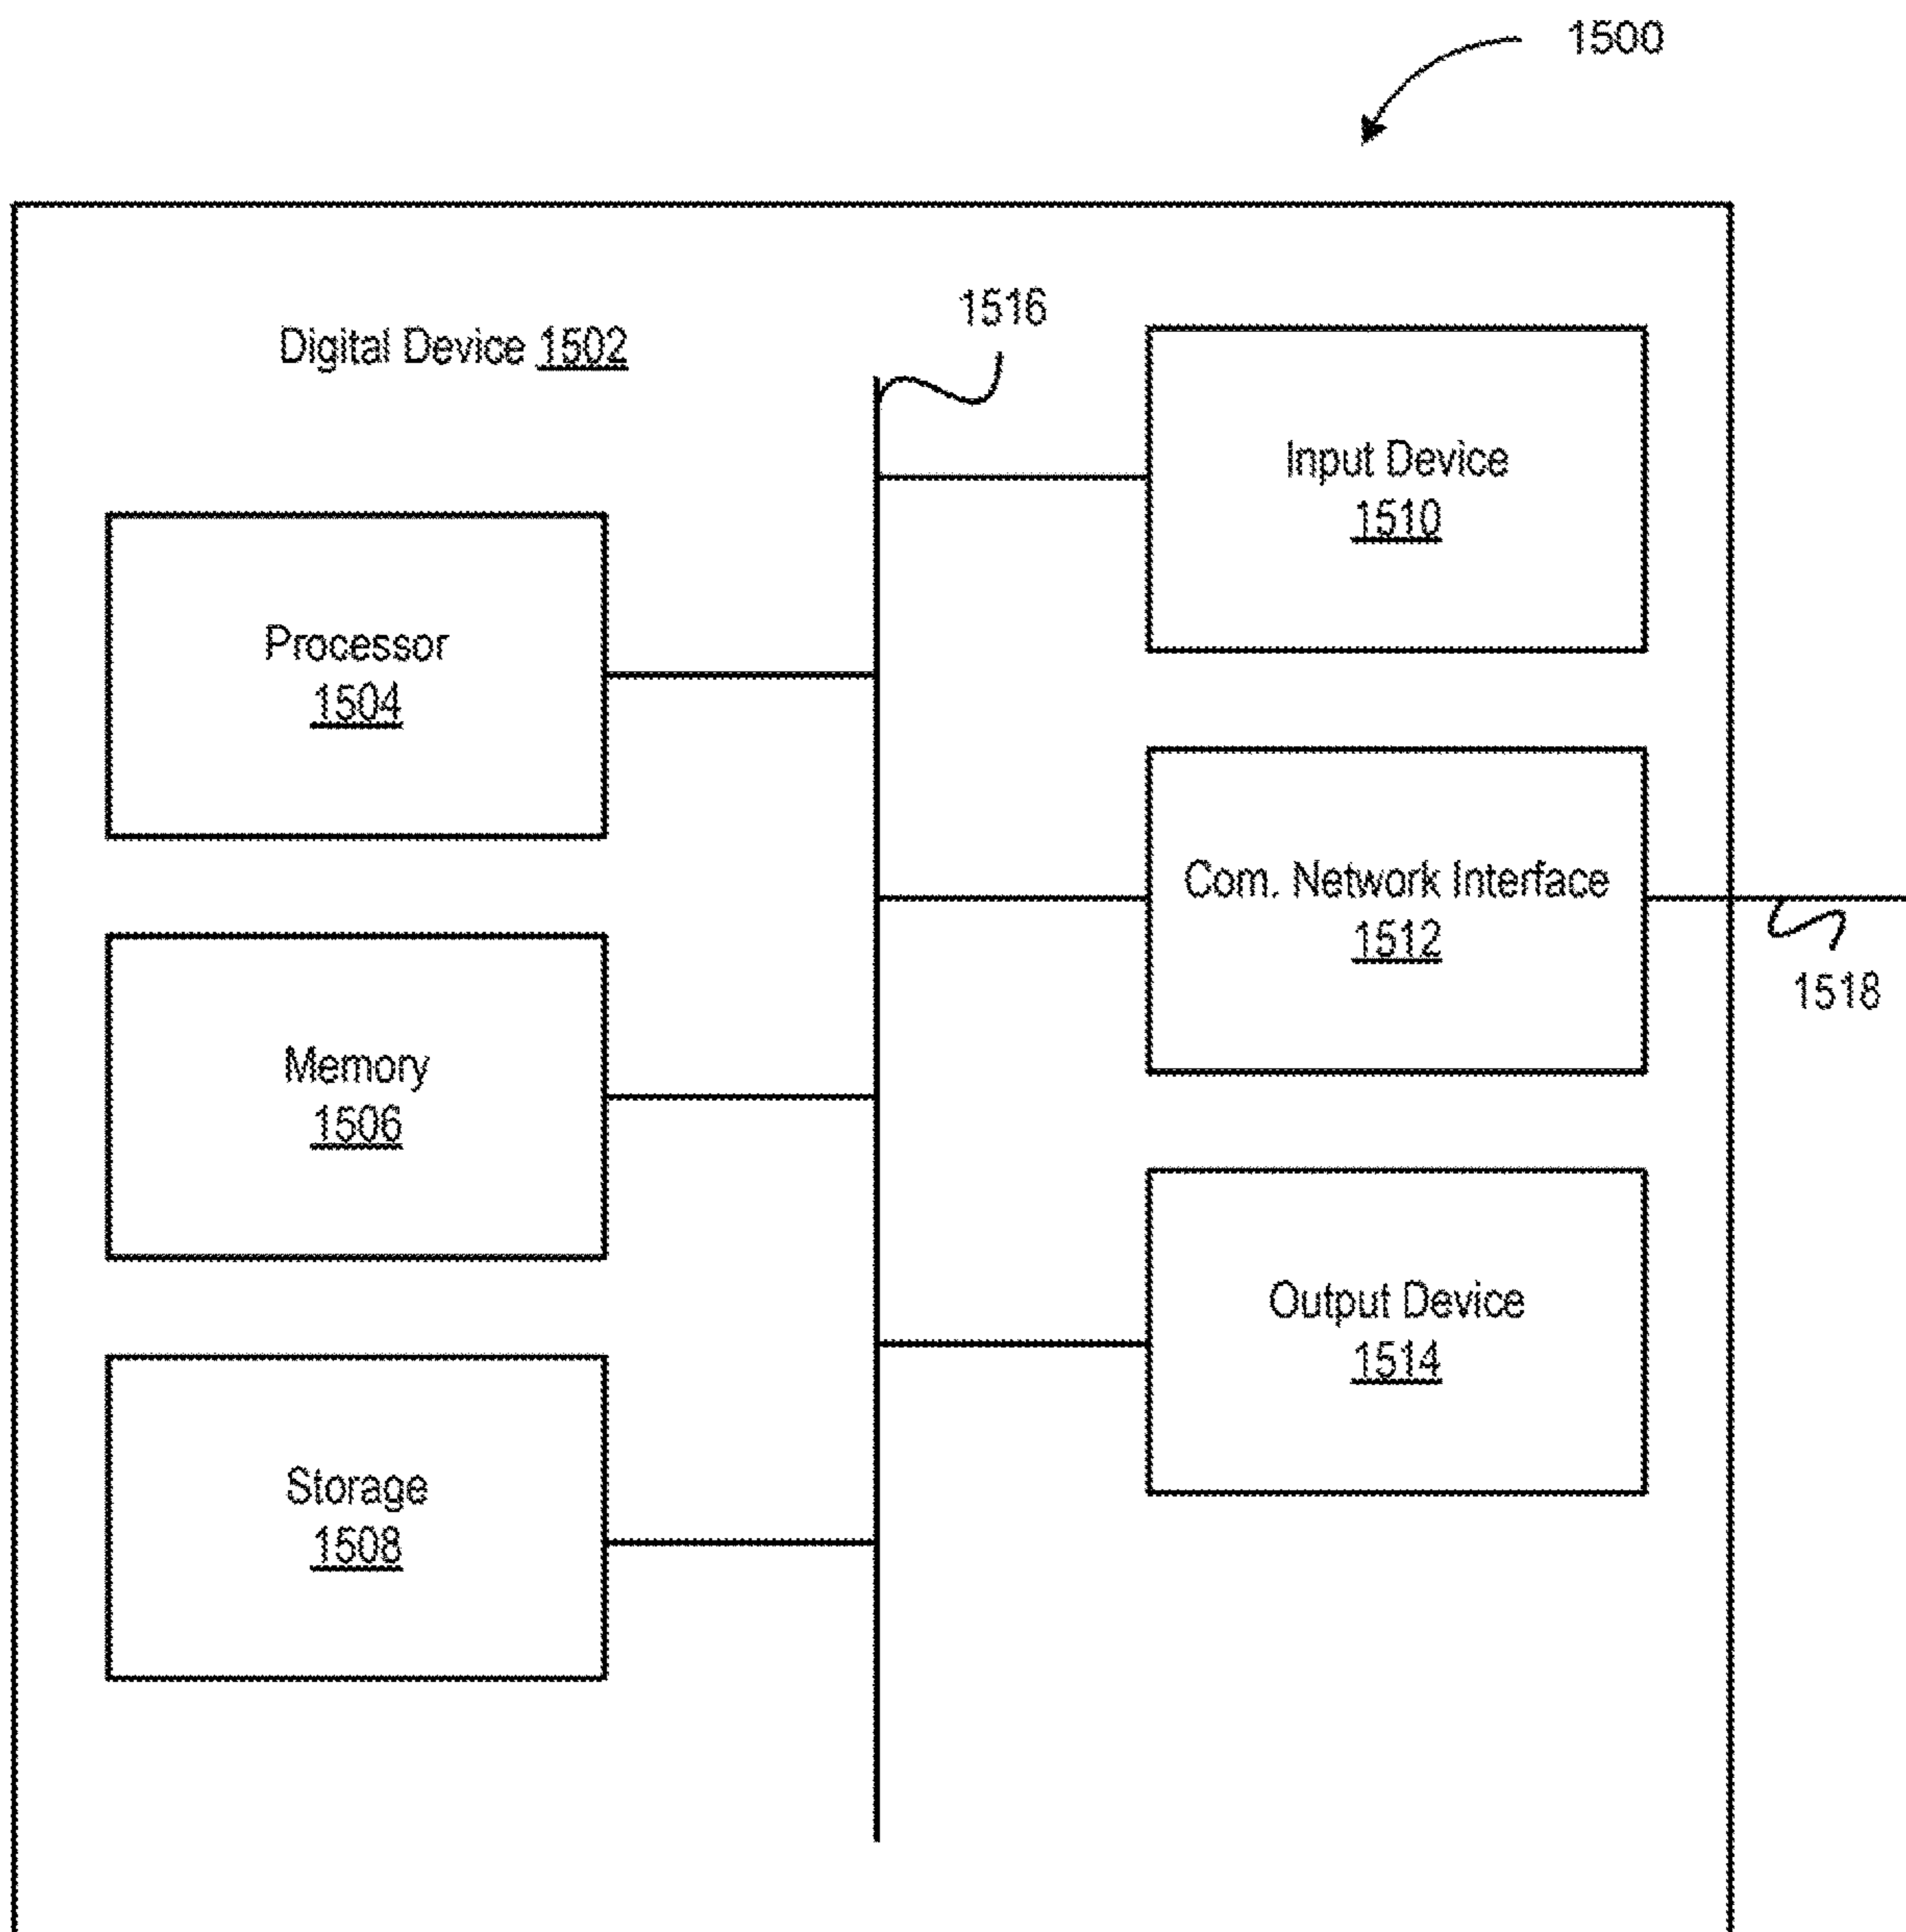 1500
Digital Device 1502
1516
Input Device
1510
Processor
1504
Com. Network Interface
1512
1518
Memory
1506
Output Device
1514
Storage
1508